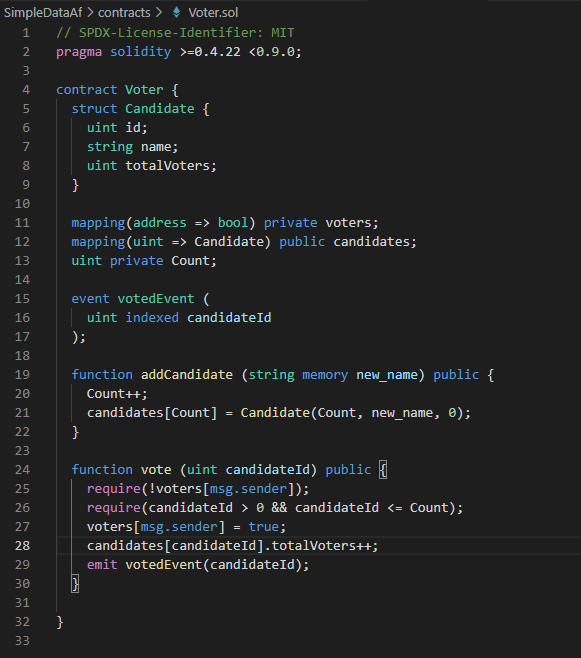 SimpleDataAf > contracts > Voter.sol
1 // SPDX-License-Identifier: MIT
2 pragma solidity >=0.4.22 <0.9.0;
3
4 contract Voter {
5   struct Candidate {
6     uint id;
7     string name;
8     uint totalVoters;
9   }
10
11   mapping(address => bool) private voters;
12   mapping(uint => Candidate) public candidates;
13   uint private Count;
14
15   event votedEvent (
16     uint indexed candidateId
17   );
18
19   function addCandidate (string memory new_name) public {
20     Count++;
21     candidates[Count] = Candidate(Count, new_name, 0);
22   }
23
24   function vote (uint candidateId) public {
25     require(!voters[msg.sender]);
26     require(candidateId > 0 && candidateId <= Count);
27     voters[msg.sender] = true;
28     candidates[candidateId].totalVoters++;
29     emit votedEvent(candidateId);
30   }
31
32 }
33